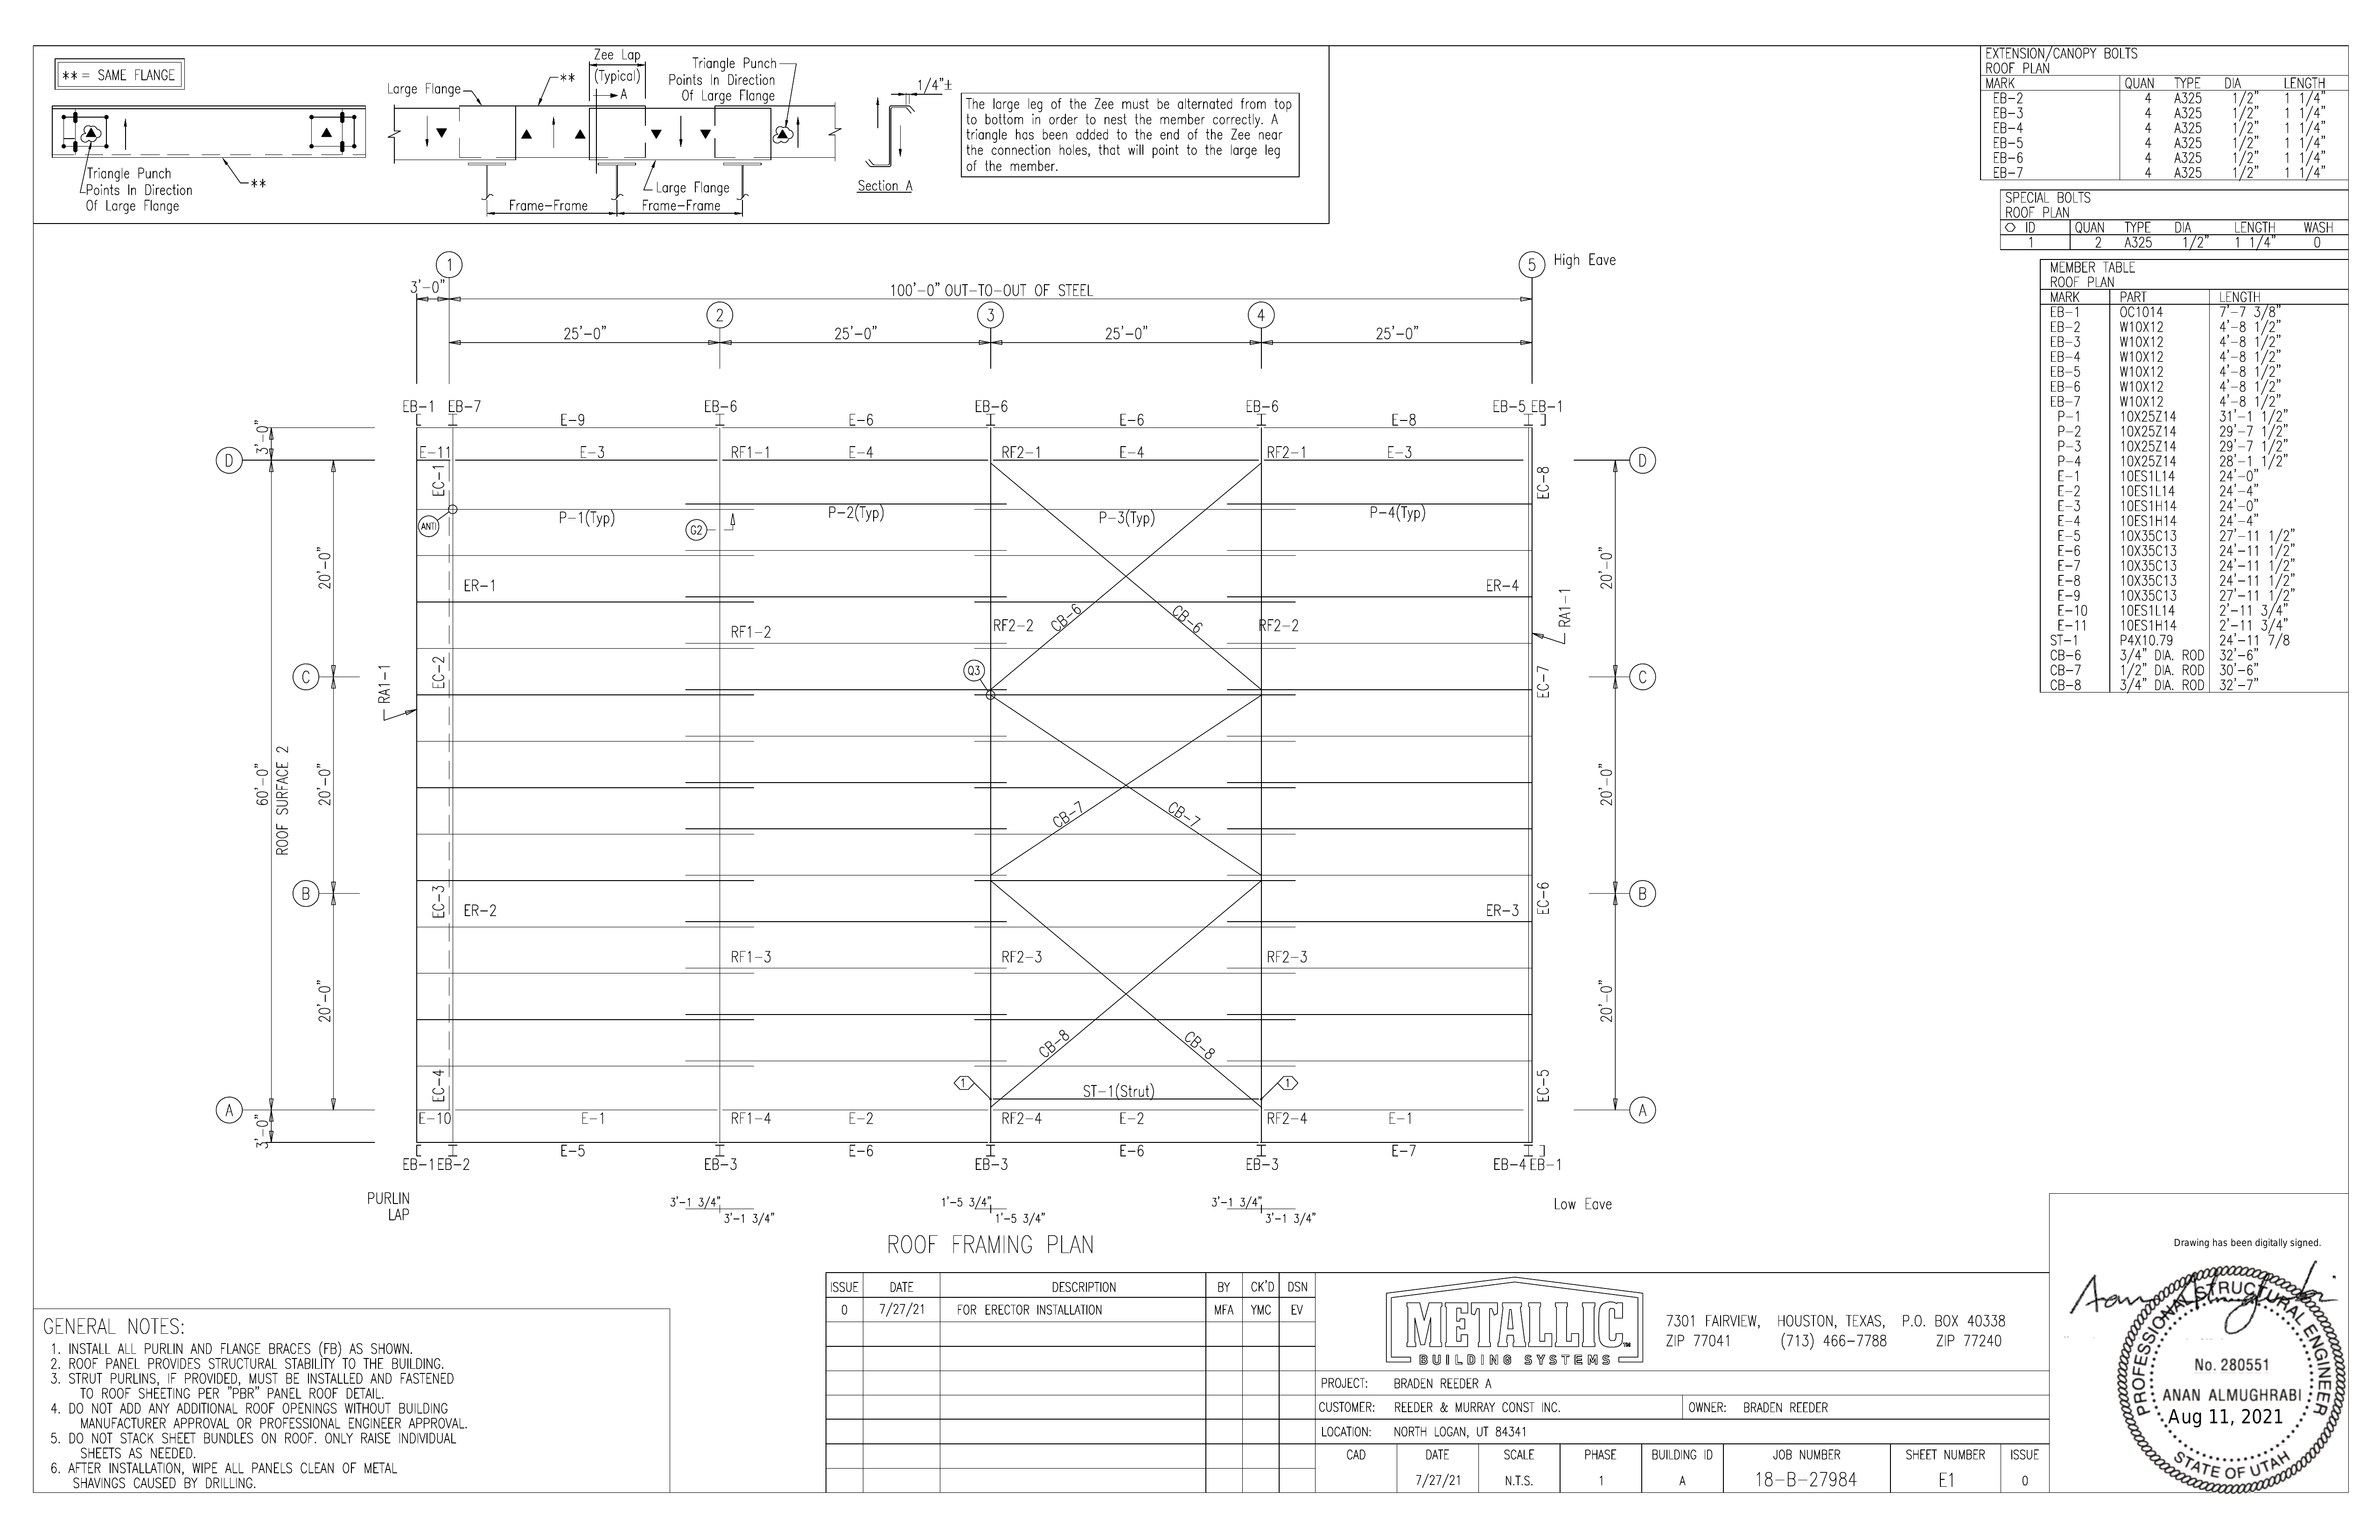 ** = SAME FLANGE
Triangle Punch
Points In Direction
Of Large Flange
**
Large Flange
**
Zee Lap
(Typical)
A
Triangle Punch
Points In Direction
Of Large Flange
Large Flange
Frame-Frame
Frame-Frame
1/4"±
Section A
The large leg of the Zee must be alternated from top
to bottom in order to nest the member correctly. A
triangle has been added to the end of the Zee near
the connection holes, that will point to the large leg
of the member.
EXTENSION/CANOPY BOLTS
ROOF PLAN
MARK QUAN TYPE DIA LENGTH
EB-2 4 A325 1/2" 1 1/4"
EB-3 4 A325 1/2" 1 1/4"
EB-4 4 A325 1/2" 1 1/4"
EB-5 4 A325 1/2" 1 1/4"
EB-6 4 A325 1/2" 1 1/4"
EB-7 4 A325 1/2" 1 1/4"
SPECIAL BOLTS
ROOF PLAN
ID QUAN TYPE DIA LENGTH WASH
1 2 A325 1/2" 1 1/4" 0
MEMBER TABLE
ROOF PLAN
MARK PART LENGTH
EB-1 OC1014 7'-7 3/8"
EB-2 W10X12 4'-8 1/2"
EB-3 W10X12 4'-8 1/2"
EB-4 W10X12 4'-8 1/2"
EB-5 W10X12 4'-8 1/2"
EB-6 W10X12 4'-8 1/2"
EB-7 W10X12 4'-8 1/2"
P-1 10X25Z14 31'-1 1/2"
P-2 10X25Z14 29'-7 1/2"
P-3 10X25Z14 29'-7 1/2"
P-4 10X25Z14 28'-1 1/2"
E-1 10ES1L14 24'-0"
E-2 10ES1L14 24'-4"
E-3 10ES1H14 24'-0"
E-4 10ES1H14 24'-4"
E-5 10X35C13 27'-11 1/2"
E-6 10X35C13 24'-11 1/2"
E-7 10X35C13 24'-11 1/2"
E-8 10X35C13 24'-11 1/2"
E-9 10X35C13 27'-11 1/2"
E-10 10ES1L14 2'-11 3/4"
E-11 10ES1H14 2'-11 3/4"
ST-1 P4X10.79 24'-11 7/8
CB-6 3/4" DIA. ROD 32'-6"
CB-7 1/2" DIA. ROD 30'-6"
CB-8 3/4" DIA. ROD 32'-7"
1 5 High Eave
3'-0" 100'-0" OUT-TO-OUT OF STEEL
2 3 4
25'-0" 25'-0" 25'-0" 25'-0"
EB-1 EB-7 EB-6 EB-6 EB-6 EB-5 EB-1
E-9 E-6 E-6 E-8
3'-0"
D E-11 E-3 RF1-1 E-4 RF2-1 E-4 RF2-1 E-3 D
EC-1 EC-8
ANTI P-1(Typ) G2 P-2(Typ) P-3(Typ) P-4(Typ)
20'-0" 20'-0"
ER-1 ER-4
RA1-1
CB-6 CB-6
RF1-2 RF2-2 RF2-2
EC-2 Q3 EC-7
C C
RA1-1
60'-0"
ROOF SURFACE 2
20'-0" 20'-0"
CB-7 CB-7
B B
EC-3 ER-2 ER-3 EC-6
RF1-3 RF2-3 RF2-3
20'-0" 20'-0"
CB-8 CB-8
EC-4 1 ST-1(Strut) 1 EC-5
A A
3'-0" E-10 E-1 RF1-4 E-2 RF2-4 E-2 RF2-4 E-1
E-5 E-6 E-6 E-7
EB-1 EB-2 EB-3 EB-3 EB-3 EB-4 EB-1
PURLIN
LAP
3'-1 3/4" 1'-5 3/4" 3'-1 3/4"
3'-1 3/4" 1'-5 3/4" 3'-1 3/4"
Low Eave
ROOF FRAMING PLAN
GENERAL NOTES:
1. INSTALL ALL PURLIN AND FLANGE BRACES (FB) AS SHOWN.
2. ROOF PANEL PROVIDES STRUCTURAL STABILITY TO THE BUILDING.
3. STRUT PURLINS, IF PROVIDED, MUST BE INSTALLED AND FASTENED
TO ROOF SHEETING PER "PBR" PANEL ROOF DETAIL.
4. DO NOT ADD ANY ADDITIONAL ROOF OPENINGS WITHOUT BUILDING
MANUFACTURER APPROVAL OR PROFESSIONAL ENGINEER APPROVAL.
5. DO NOT STACK SHEET BUNDLES ON ROOF. ONLY RAISE INDIVIDUAL
SHEETS AS NEEDED.
6. AFTER INSTALLATION, WIPE ALL PANELS CLEAN OF METAL
SHAVINGS CAUSED BY DRILLING.
ISSUE DATE DESCRIPTION BY CK'D DSN
0 7/27/21 FOR ERECTOR INSTALLATION MFA YMC EV
METALLIC
BUILDING SYSTEMS
7301 FAIRVIEW, HOUSTON, TEXAS, P.O. BOX 40338
ZIP 77041 (713) 466-7788 ZIP 77240
PROJECT: BRADEN REEDER A
CUSTOMER: REEDER & MURRAY CONST INC. OWNER: BRADEN REEDER
LOCATION: NORTH LOGAN, UT 84341
CAD DATE SCALE PHASE BUILDING ID JOB NUMBER SHEET NUMBER ISSUE
7/27/21 N.T.S. 1 A 18-B-27984 E1 0
Drawing has been digitally signed.
PROFESSIONAL STRUCTURAL ENGINEER
No. 280551
ANAN ALMUGHRABI
Aug 11, 2021
STATE OF UTAH